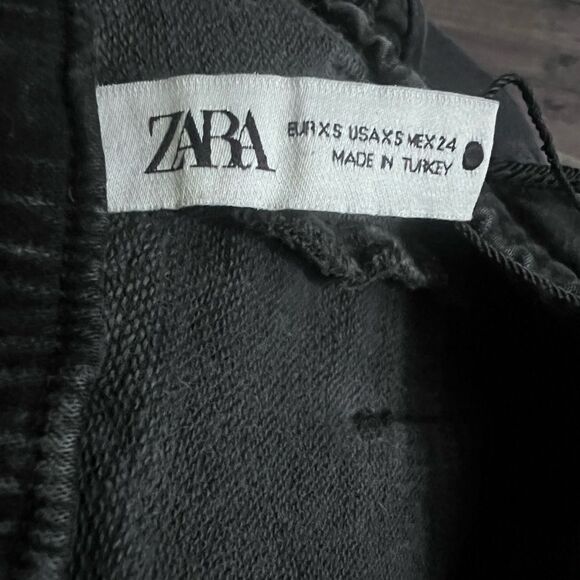 ZARA
EUR XS USA XS MEX 24
MADE IN TURKEY